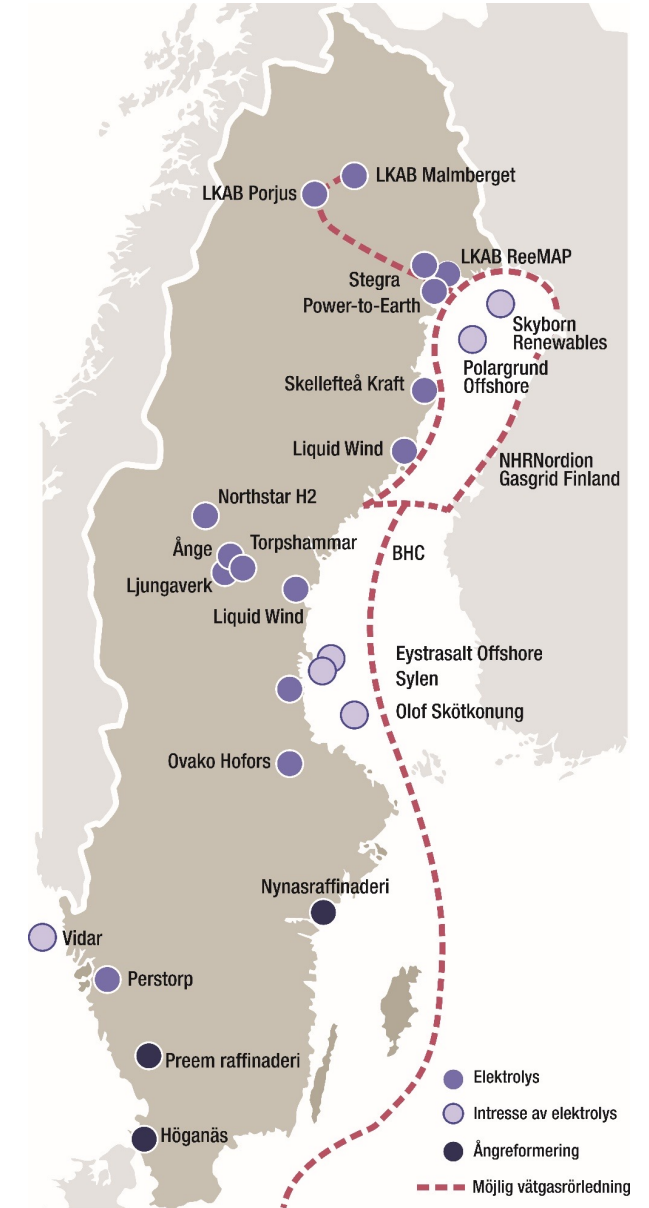 LKAB Malmberget
LKAB Porjus
LKAB ReeMAP
Stegra
Power-to-Earth
Skyborn
Renewables
Polargrund
Offshore
Skellefteå Kraft
Liquid Wind
NHRNordion
Gasgrid Finland
Northstar H2
Ånge
Torpshammar
BHC
Ljungaverk
Liquid Wind
Eystrasalt Offshore
Sylen
Olof Skötkonung
Ovako Hofors
Nynasraffinaderi
Vidar
Perstorp
Preem raffinaderi
Höganäs
Elektrolys
Intresse av elektrolys
Ångreformering
Möjlig vätgasrörledning